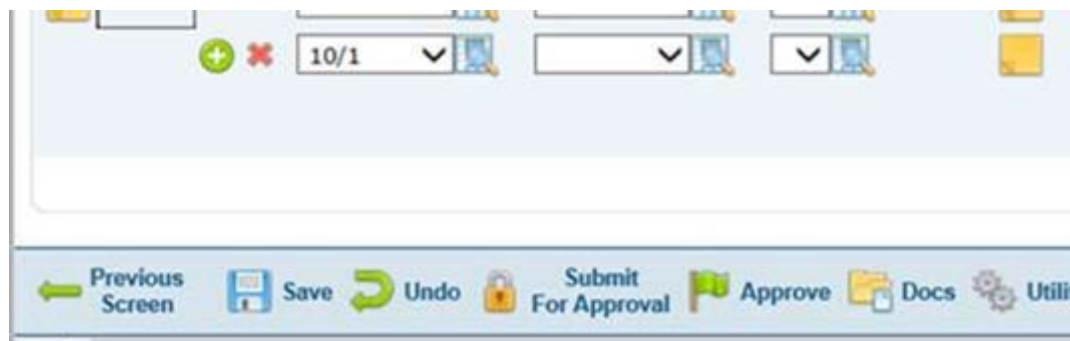 10/1
Previous
Screen
Save
Undo
Submit
For Approval
Approve
Docs